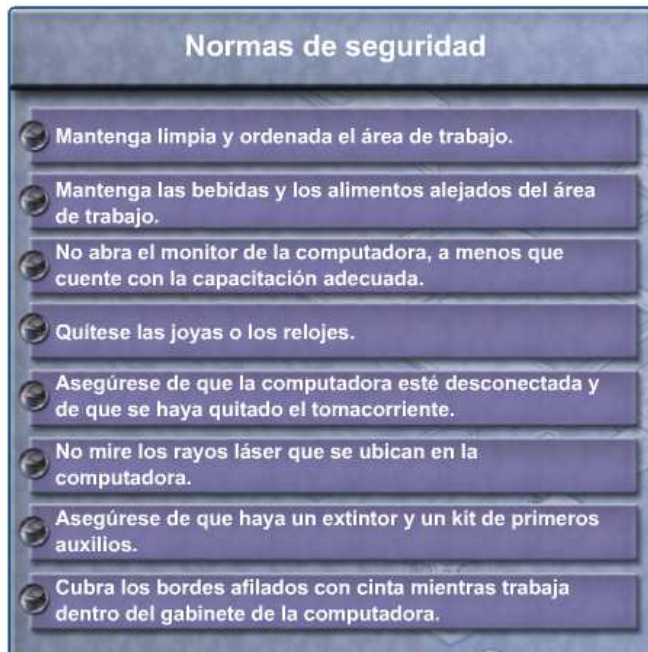 Normas de seguridad
Mantenga limpia y ordenada el área de trabajo.
Mantenga las bebidas y los alimentos alejados del área
de trabajo.
No abra el monitor de la computadora, a menos que
cuente con la capacitación adecuada.
Quítese las joyas o los relojes.
Asegúrese de que la computadora esté desconectada y
de que se haya quitado el tomacorriente.
No mire los rayos láser que se ubican en la
computadora.
Asegúrese de que haya un extintor y un kit de primeros
auxilios.
Cubra los bordes afilados con cinta mientras trabaja
dentro del gabinete de la computadora.